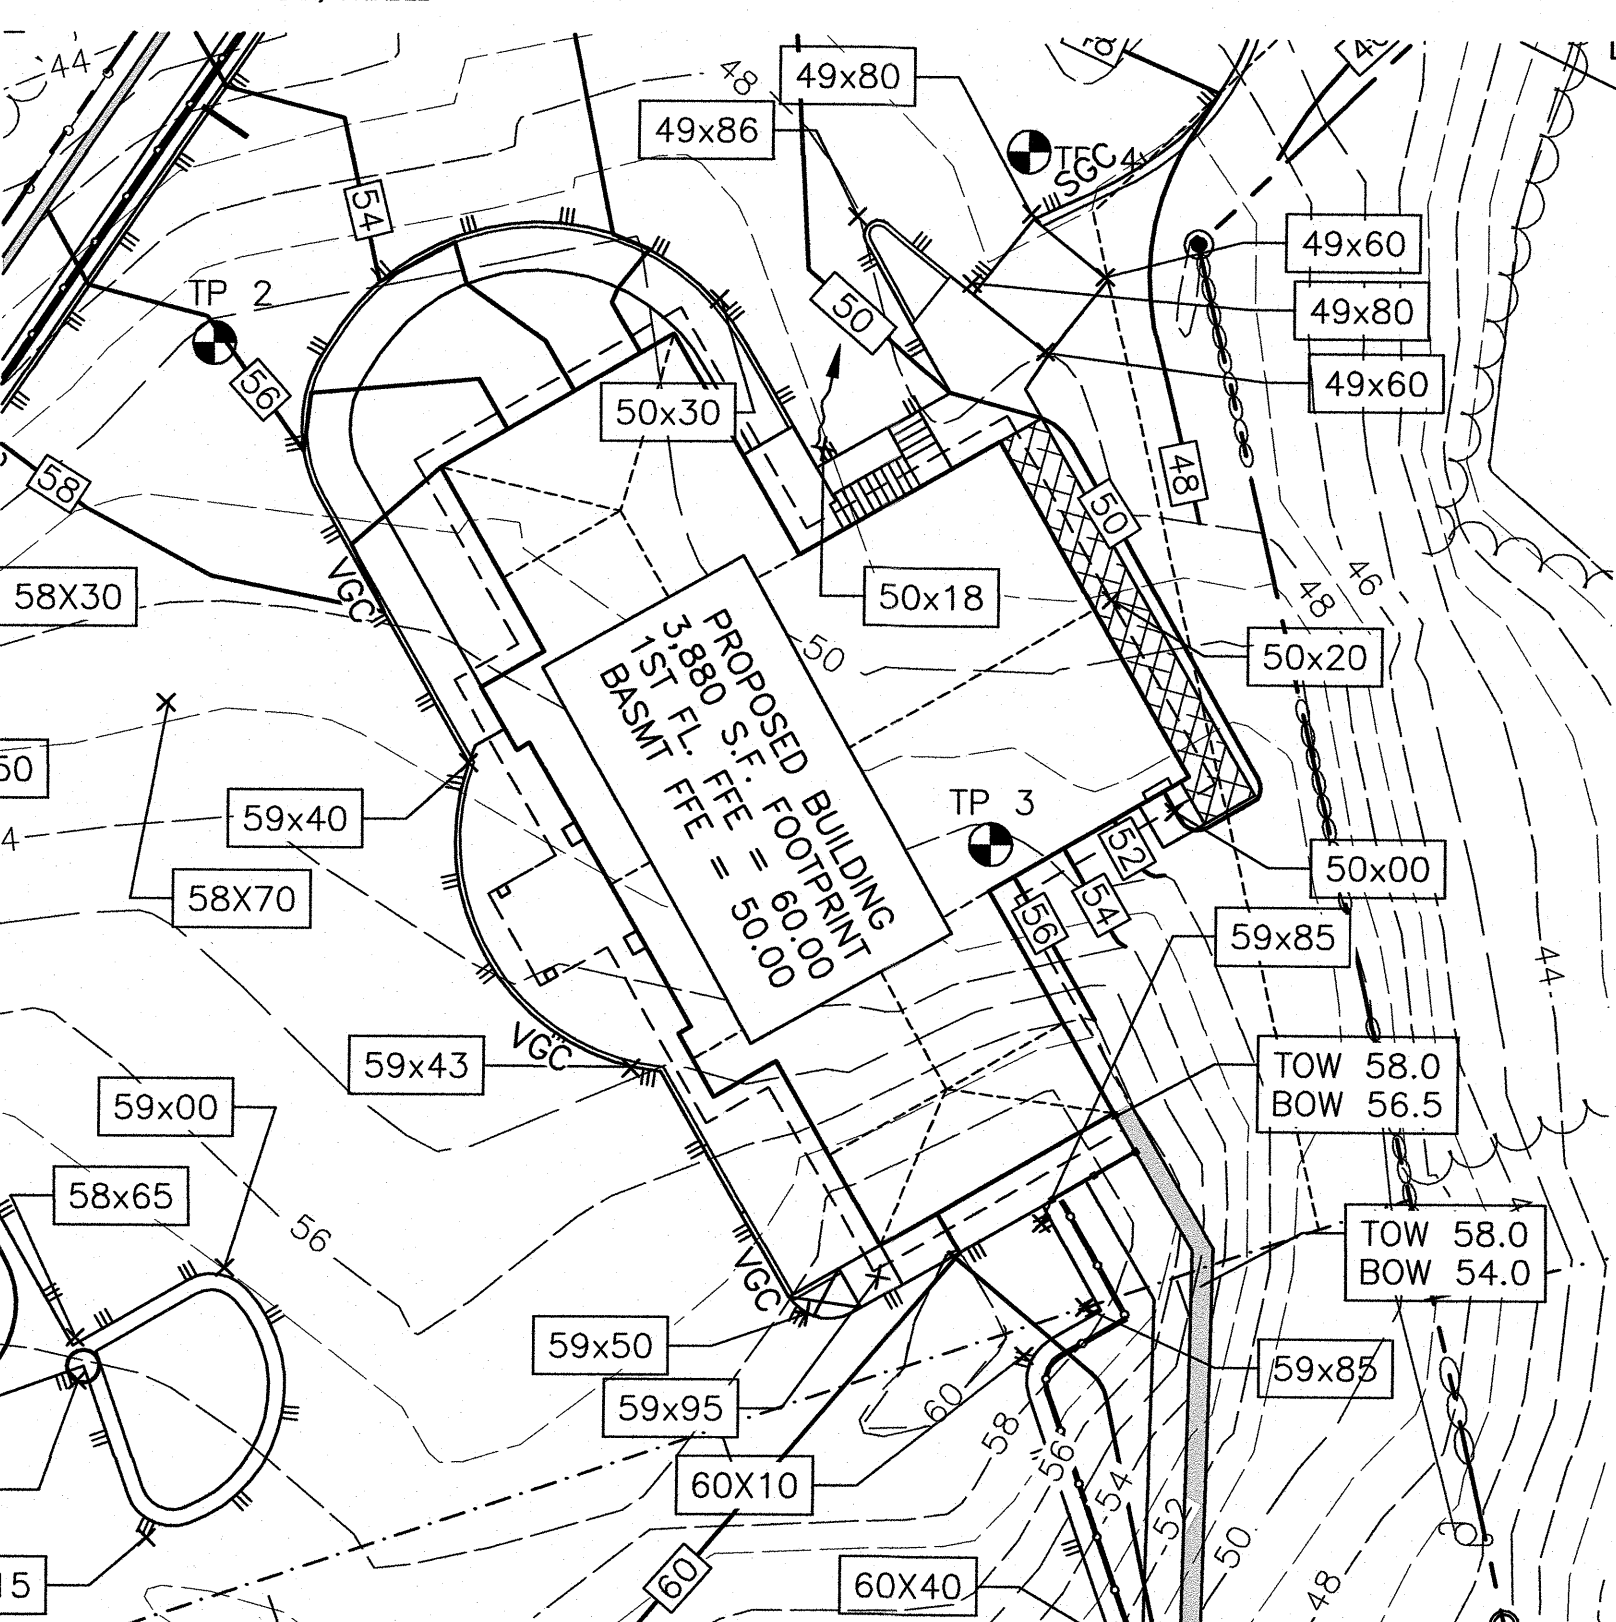 44
48
49x80
49x86
TFC 4
SGC
54
49x60
49x80
49x60
TP 2
56
50
50x30
58
48
50
58X30
VGC
50x18
48
46
50
50x20
PROPOSED BUILDING
3,880 S.F. FOOTPRINT
1ST FL. FFE = 60.00
BASMT FFE = 50.00
50
59x40
4
TP 3
52
50x00
58X70
54
56
59x85
44
VGC
59x43
TOW 58.0
BOW 56.5
59x00
58x65
56
TOW 58.0
BOW 54.0
VGC
59x50
59x85
59x95
60
58
56
54
52
50
48
60X10
60
60X40
15